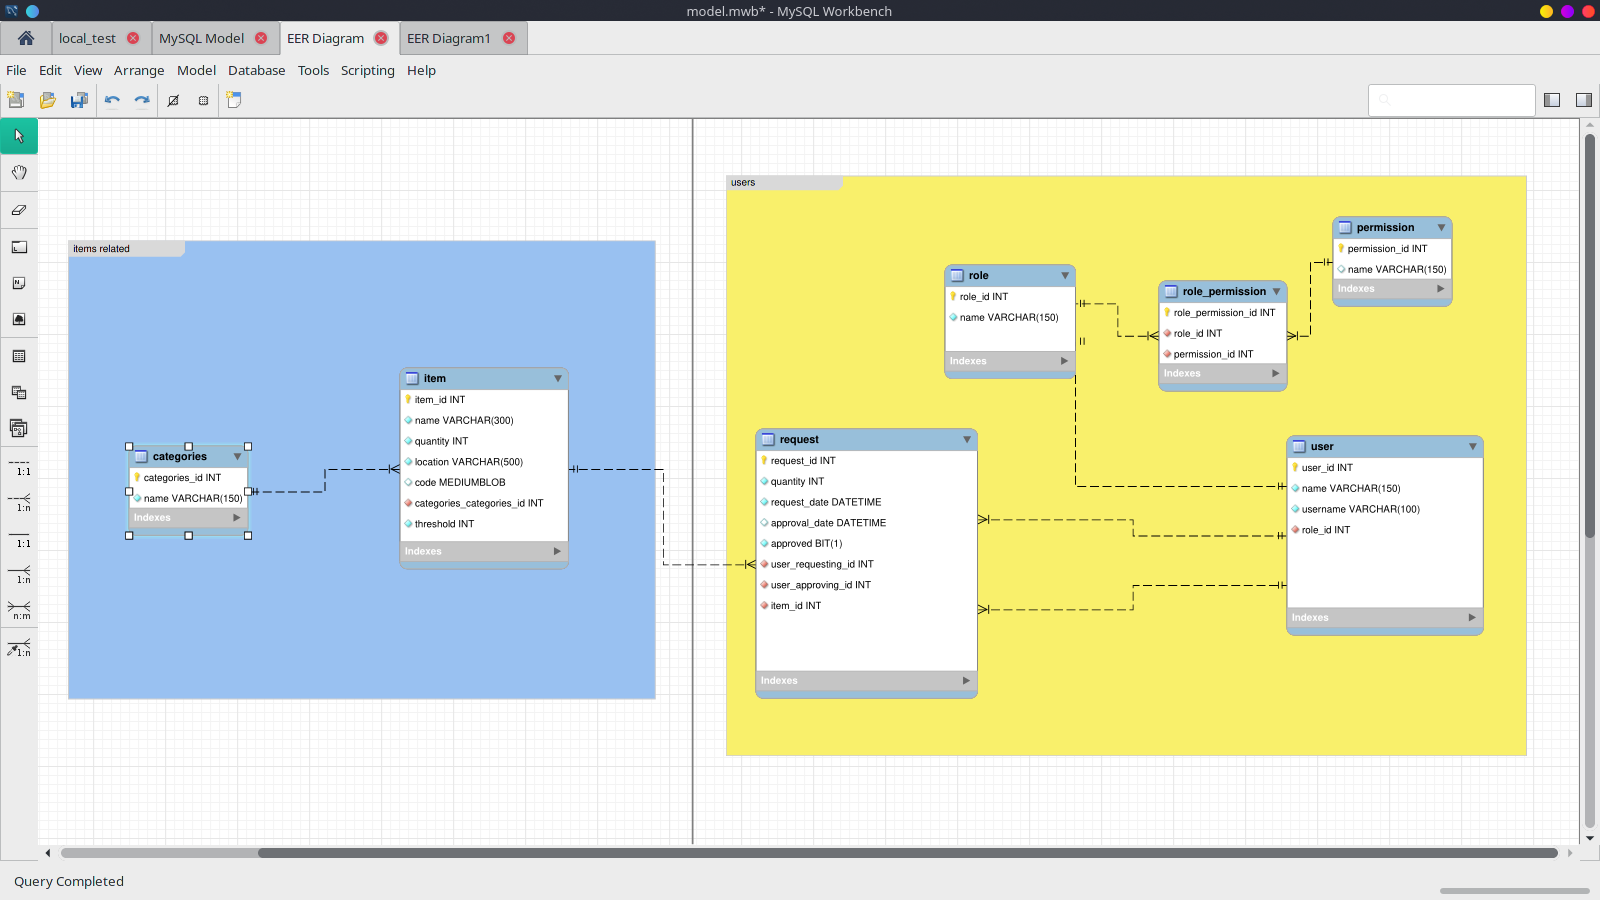 model.mwb* - MySQL Workbench
local_test
MySQL Model
EER Diagram
EER Diagram1
File Edit View Arrange Model Database Tools Scripting Help
1:1
1:n
1:1
1:n
n:m
1:n
items related
categories
categories_id INT
name VARCHAR(150)
Indexes
item
item_id INT
name VARCHAR(300)
quantity INT
location VARCHAR(500)
code MEDIUMBLOB
categories_categories_id INT
threshold INT
Indexes
users
role
role_id INT
name VARCHAR(150)
Indexes
role_permission
role_permission_id INT
role_id INT
permission_id INT
Indexes
permission
permission_id INT
name VARCHAR(150)
Indexes
request
request_id INT
quantity INT
request_date DATETIME
approval_date DATETIME
approved BIT(1)
user_requesting_id INT
user_approving_id INT
item_id INT
Indexes
user
user_id INT
name VARCHAR(150)
username VARCHAR(100)
role_id INT
Indexes
Query Completed